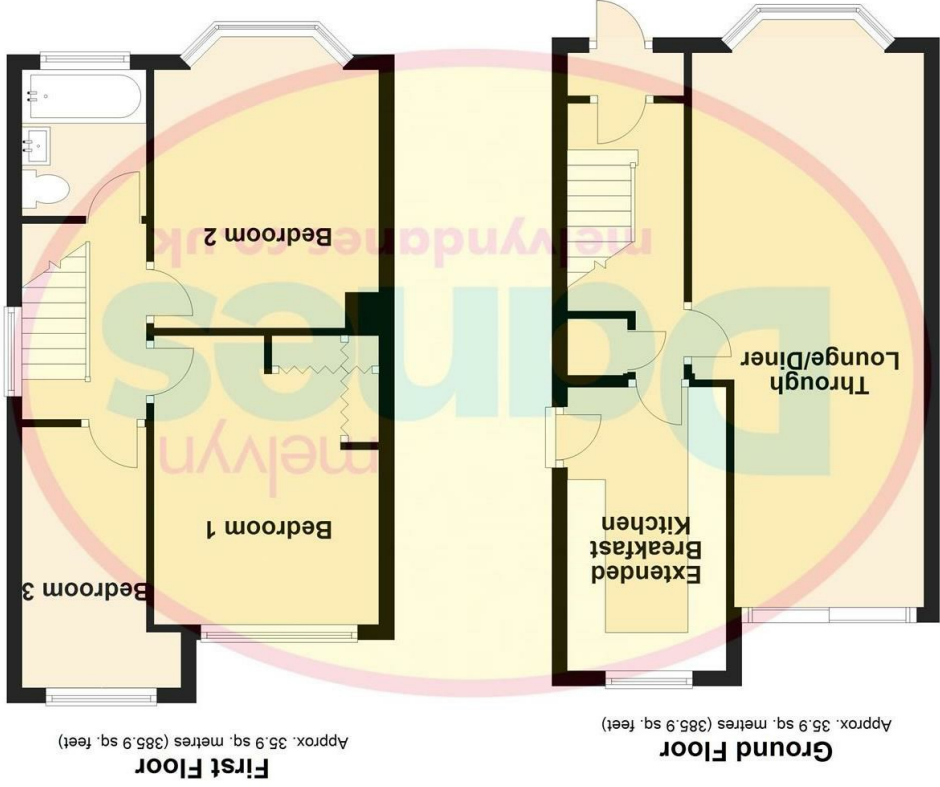 Ground Floor
Approx. 35.9 sq. metres (385.9 sq. feet)
Extended
Breakfast
Kitchen
Through
Lounge/Diner
First Floor
Approx. 35.9 sq. metres (385.9 sq. feet)
Bedroom 3
Bedroom 1
Bedroom 2
melvyn
Danes
melvyndanes.co.uk